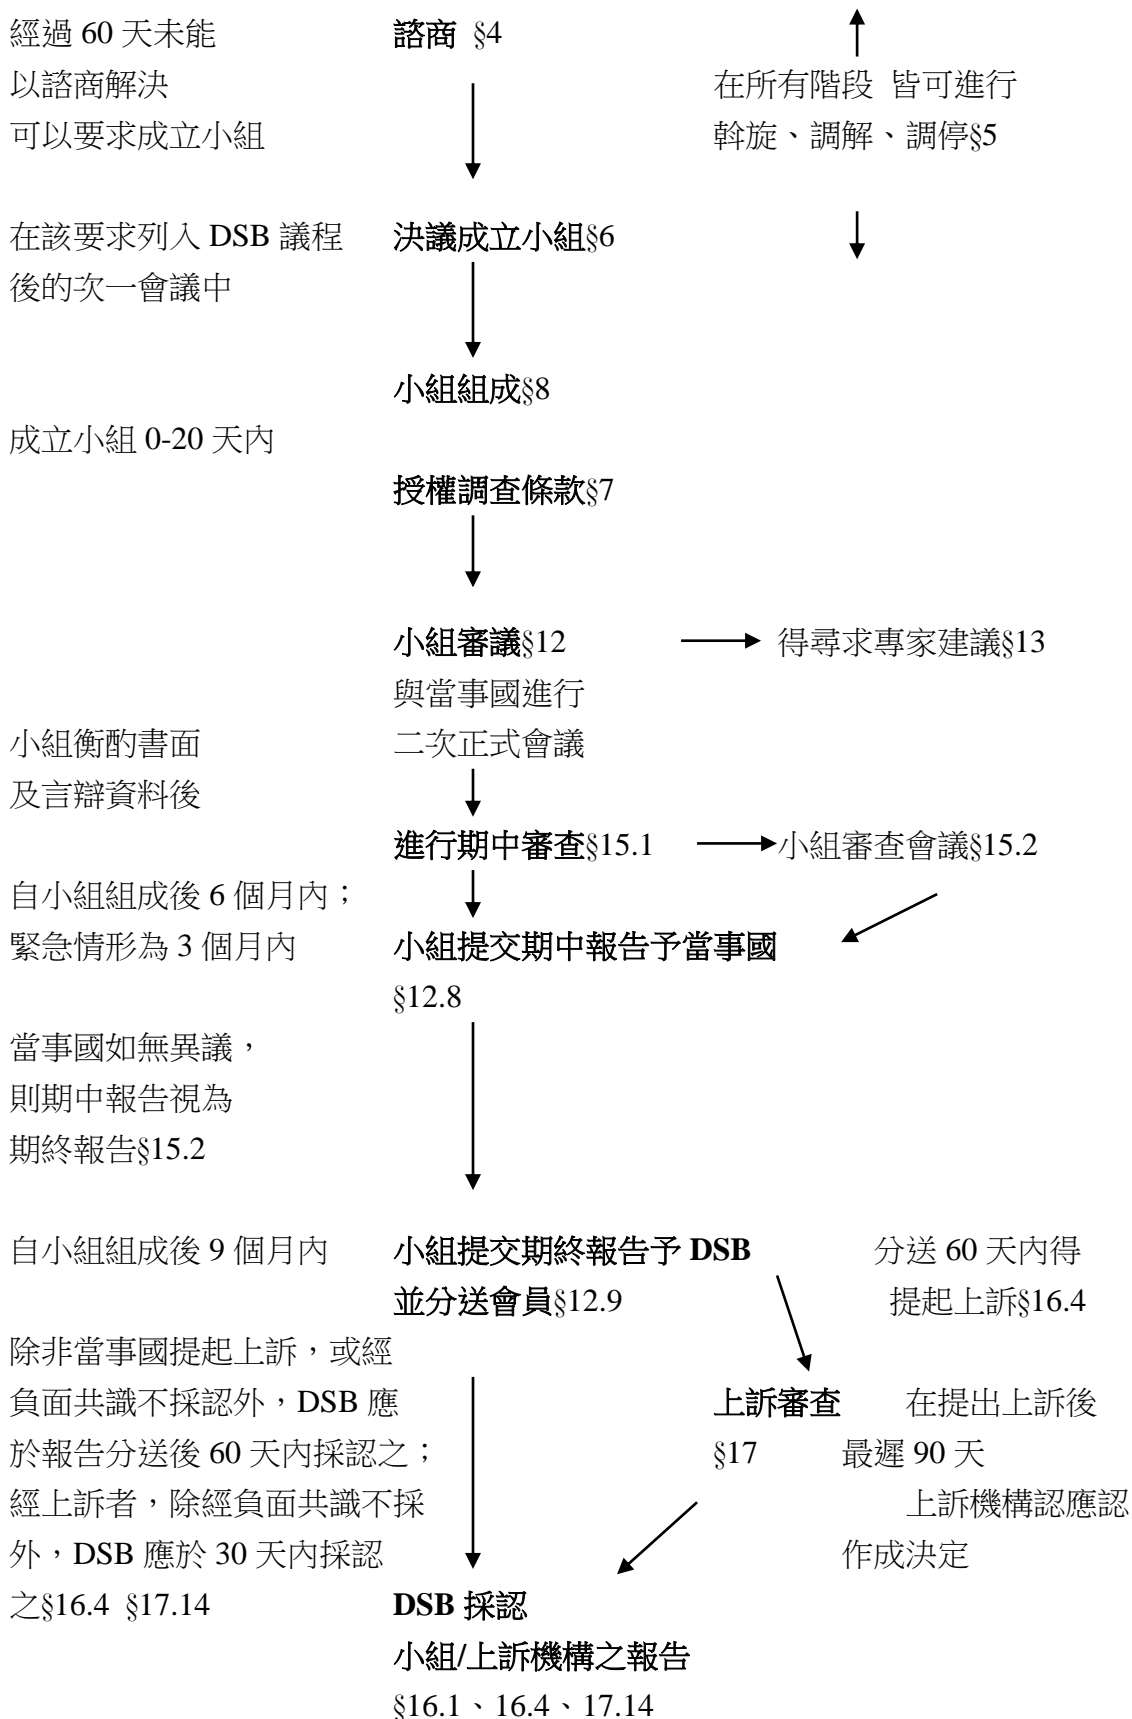 經過 60 天未能
諮商 §4
以諮商解決
在所有階段 皆可進行
可以要求成立小組
斡旋、調解、調停§5
在該要求列入 DSB 議程
決議成立小組§6
後的次一會議中
小組組成§8
成立小組 0-20 天內
授權調查條款§7
小組審議§12
得尋求專家建議§13
與當事國進行
小組衡酌書面
二次正式會議
及言辯資料後
進行期中審查§15.1
小組審查會議§15.2
自小組組成後 6 個月內；
緊急情形為 3 個月內
小組提交期中報告予當事國
§12.8
當事國如無異議，
則期中報告視為
期終報告§15.2
自小組組成後 9 個月內
小組提交期終報告予 DSB
分送 60 天內得
並分送會員§12.9
提起上訴§16.4
除非當事國提起上訴，或經
負面共識不採認外，DSB 應
上訴審查
在提出上訴後
於報告分送後 60 天內採認之；
§17
最遲 90 天
經上訴者，除經負面共識不採
上訴機構認應認
外，DSB 應於 30 天內採認
作成決定
之§16.4 §17.14
DSB 採認
小組/上訴機構之報告
§16.1、16.4、17.14